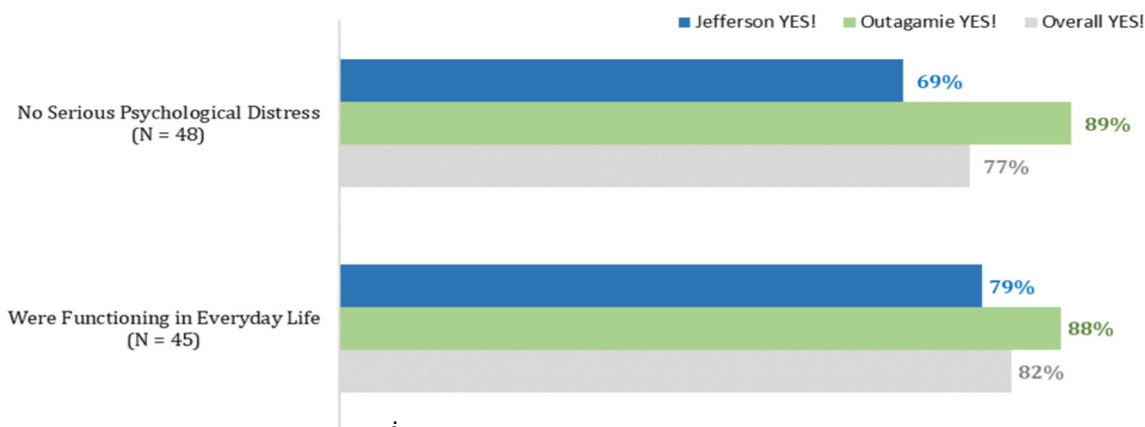 Jefferson YES! Outagamie YES! Overall YES!
69%
No Serious Psychological Distress
(N = 48)
89%
77%
79%
Were Functioning in Everyday Life
(N = 45)
88%
82%